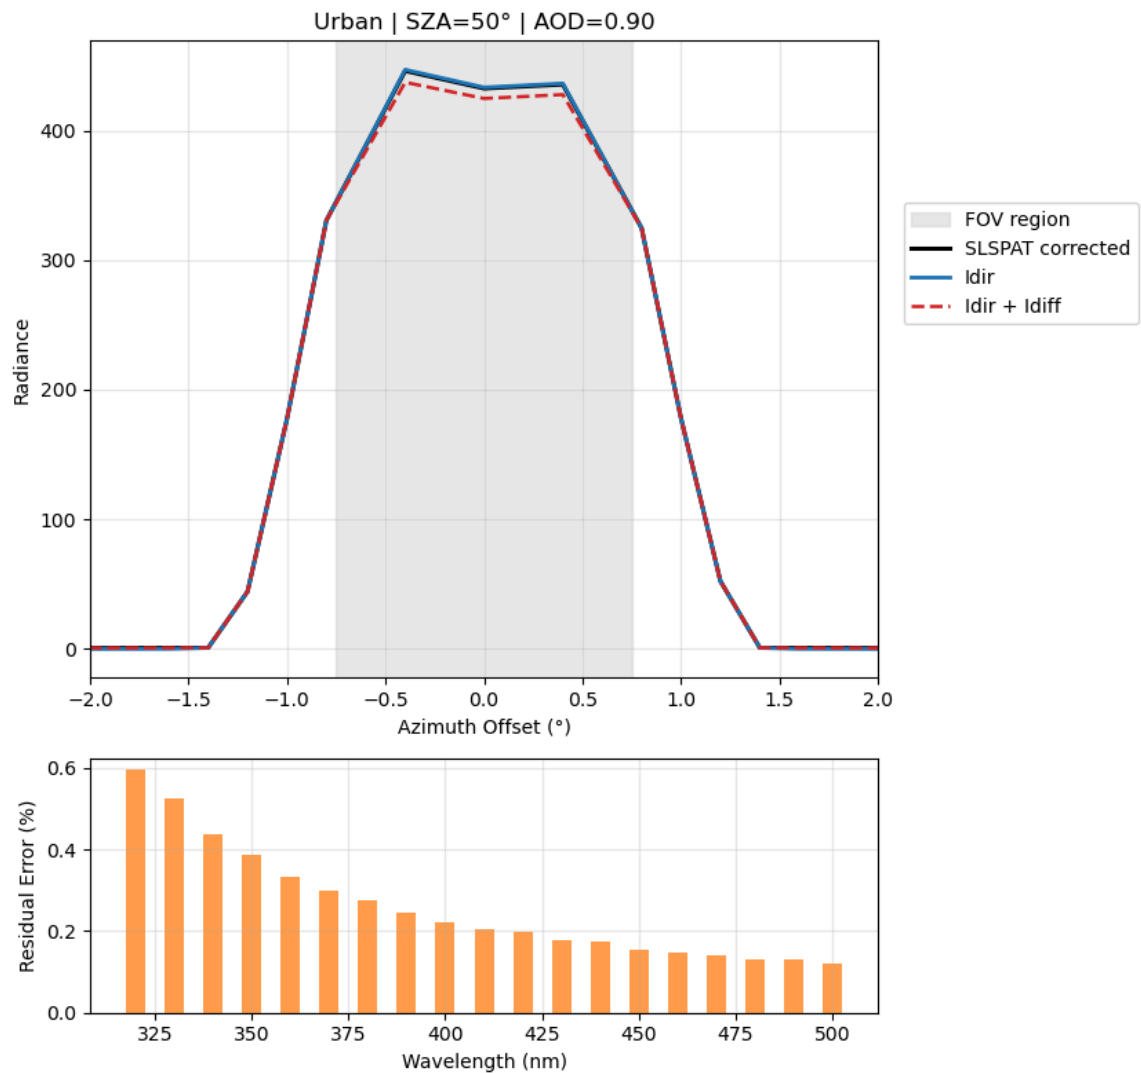 Urban | SZA=50° | AOD=0.90
Radiance
400
300
200
100
0
−2.0 −1.5 −1.0 −0.5 0.0 0.5 1.0 1.5 2.0
Azimuth Offset (°)
FOV region
SLSPAT corrected
Idir
Idir + Idiff
Residual Error (%)
0.6
0.4
0.2
0.0
325 350 375 400 425 450 475 500
Wavelength (nm)